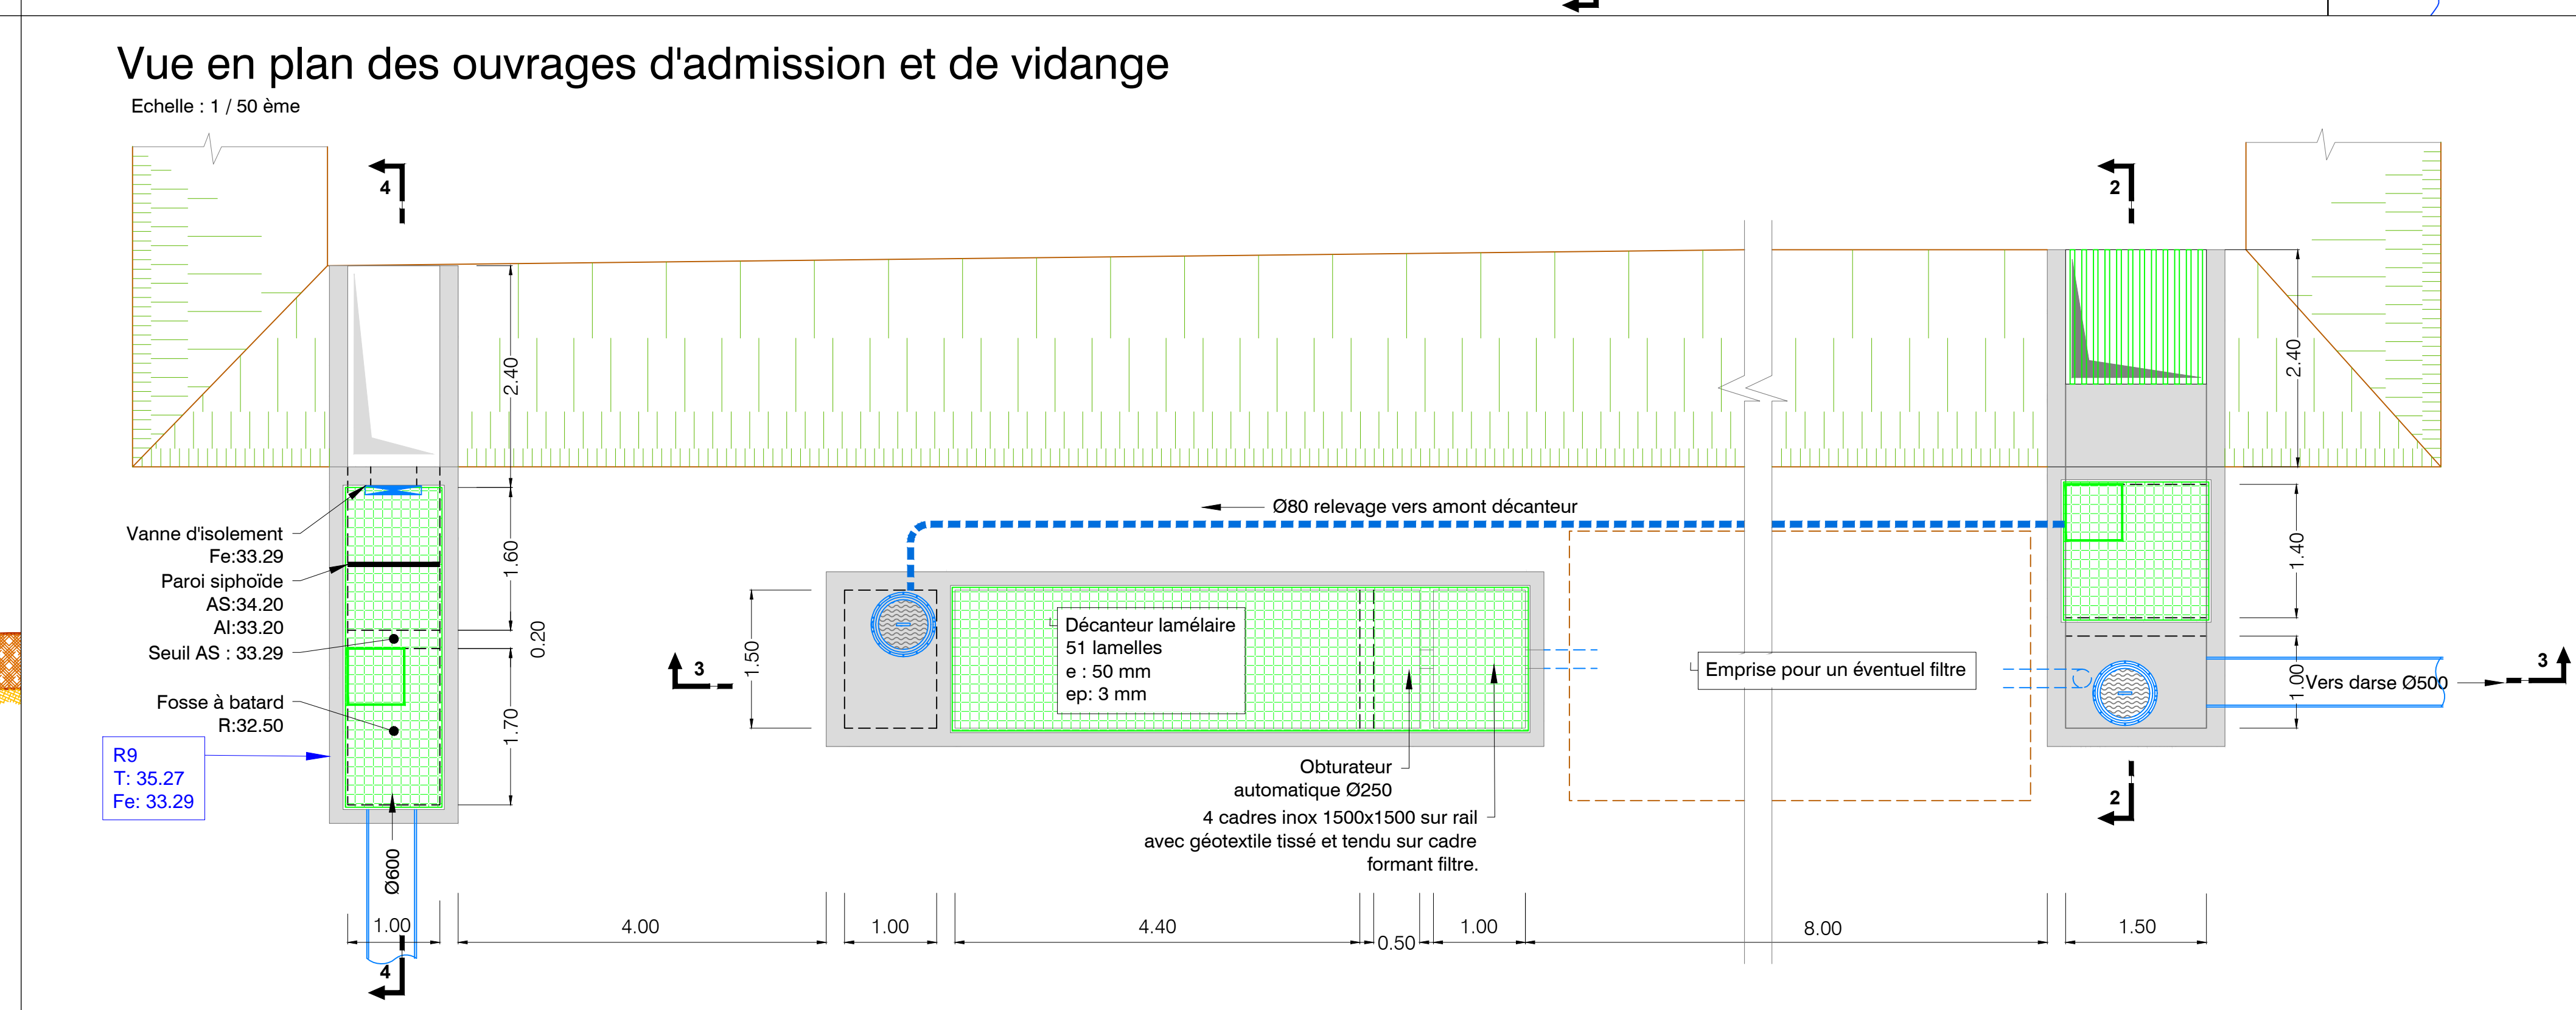 Vue en plan des ouvrages d'admission et de vidange
Echelle : 1 / 50 ème
4
2
2.40
2.40
Vanne d'isolement
Fe:33.29
Paroi siphoïde
AS:34.20
AI:33.20
Seuil AS : 33.29
Fosse à batard
R:32.50
R9
T: 35.27
Fe: 33.29
1.60
0.20
1.70
Ø600
Ø80 relevage vers amont décanteur
3
1.50
Décanteur lamélaire
51 lamelles
e : 50 mm
ep: 3 mm
Obturateur
automatique Ø250
4 cadres inox 1500x1500 sur rail
avec géotextile tissé et tendu sur cadre
formant filtre.
Emprise pour un éventuel filtre
1.40
1.00
Vers darse Ø500
3
2
1.00
4.00
1.00
4.40
0.50
1.00
8.00
1.50
4